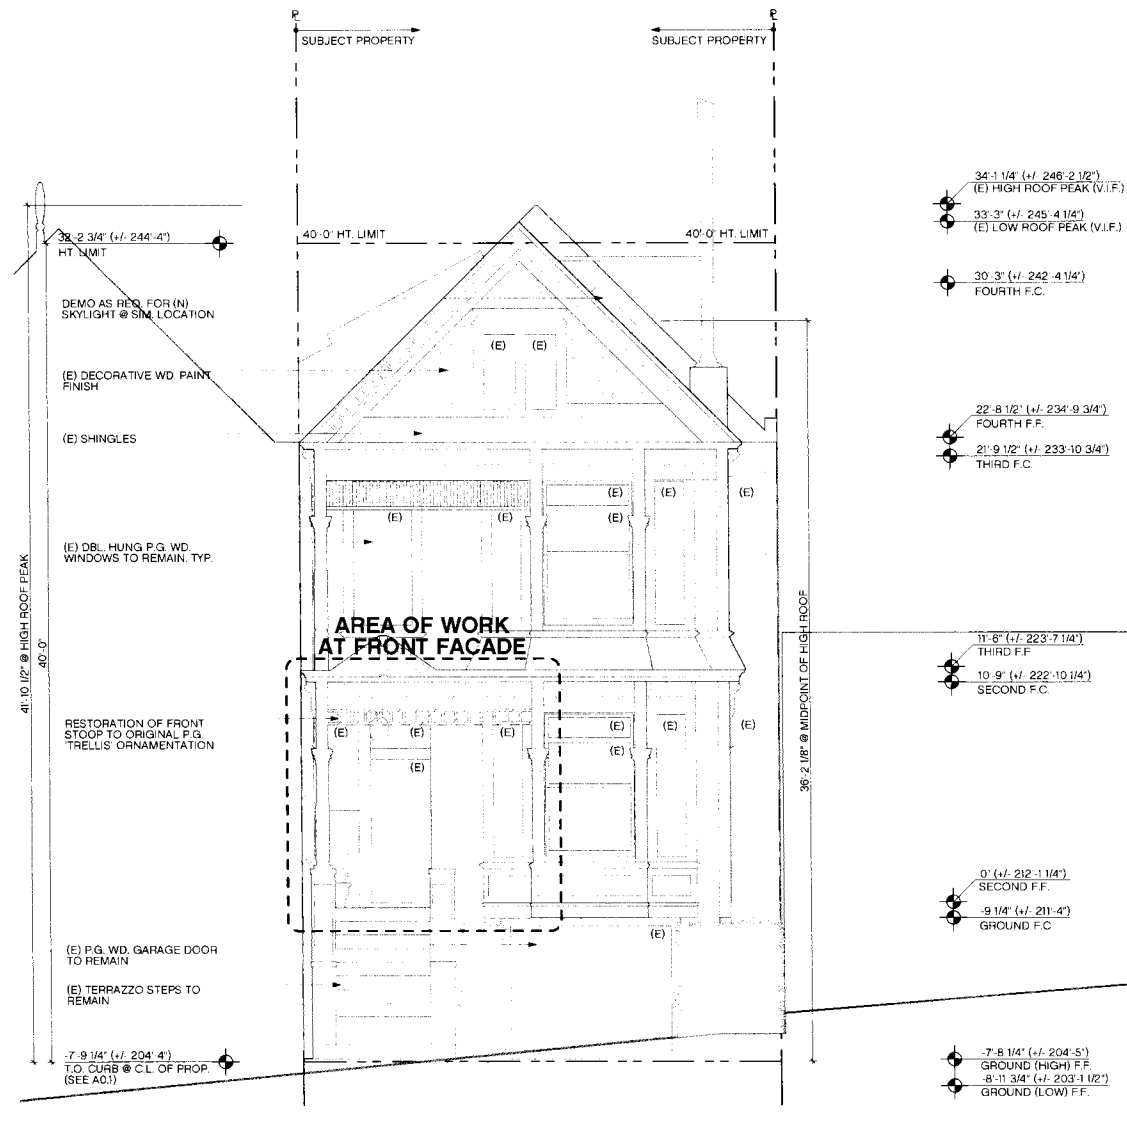 PL
PL
SUBJECT PROPERTY
SUBJECT PROPERTY
34'-1 1/4" (+/- 246'-2 1/2")
(E) HIGH ROOF PEAK (V.I.F.)
33'-3" (+/- 245'-4 1/4")
(E) LOW ROOF PEAK (V.I.F.)
32'-2 3/4" (+/- 244'-4")
HT. LIMIT
40'-0" HT. LIMIT
40'-0" HT. LIMIT
30'-3" (+/- 242'-4 1/4")
FOURTH F.C.
DEMO AS REQ. FOR (N)
SKYLIGHT @ SIM. LOCATION
(E) (E)
(E) DECORATIVE WD. PAINT
FINISH
22'-8 1/2" (+/- 234'-9 3/4")
FOURTH F.F.
(E) SHINGLES
21'-9 1/2" (+/- 233'-10 3/4")
THIRD F.C.
(E) (E) (E)
(E) (E) (E)
(E) DBL. HUNG P.G. WD.
WINDOWS TO REMAIN. TYP.
41'-10 1/2" @ HIGH ROOF PEAK
40'-0"
36'-2 1/8" @ MIDPOINT OF HIGH ROOF
AREA OF WORK
AT FRONT FACADE
11'-6" (+/- 223'-7 1/4")
THIRD F.F
10'-9" (+/- 222'-10 1/4")
SECOND F.C.
RESTORATION OF FRONT
STOOP TO ORIGINAL P.G.
'TRELLIS' ORNAMENTATION
(E) (E) (E) (E) (E) (E)
(E)
(E)
0' (+/- 212'-1 1/4")
SECOND F.F.
-9 1/4" (+/- 211'-4")
GROUND F.C
(E)
(E) P.G. WD. GARAGE DOOR
TO REMAIN
(E) TERRAZZO STEPS TO
REMAIN
-7'-9 1/4" (+/- 204'-4")
T.O. CURB @ C.L. OF PROP.
(SEE A0.1)
-7'-8 1/4" (+/- 204'-5")
GROUND (HIGH) F.F.
-8'-11 3/4" (+/- 203'-1 1/2")
GROUND (LOW) F.F.